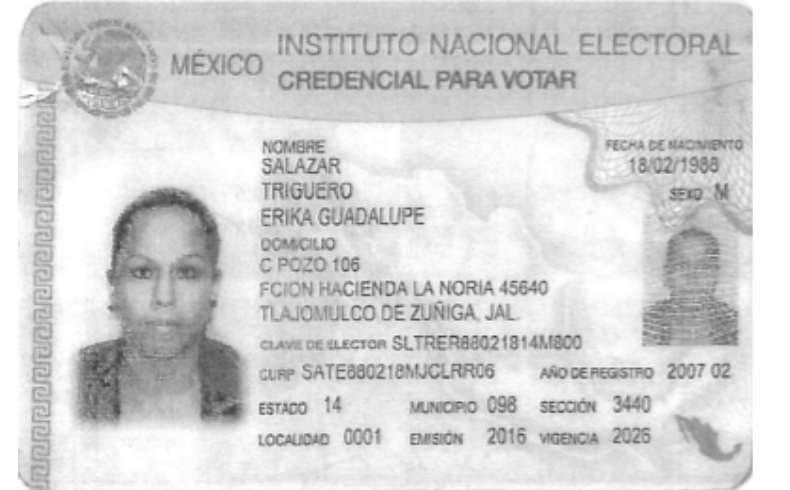 MÉXICO INSTITUTO NACIONAL ELECTORAL
CREDENCIAL PARA VOTAR
NOMBRE
SALAZAR
TRIGUERO
ERIKA GUADALUPE
FECHA DE NACIMIENTO
18/02/1988
SEXO M
DOMICILIO
C POZO 106
FCION HACIENDA LA NORIA 45640
TLAJOMULCO DE ZUÑIGA, JAL.
CLAVE DE ELECTOR SLTRER88021814M800
CURP SATE880218MJCLRR06 AÑO DE REGISTRO 2007 02
ESTADO 14 MUNICIPIO 098 SECCIÓN 3440
LOCALIDAD 0001 EMISIÓN 2016 VIGENCIA 2026